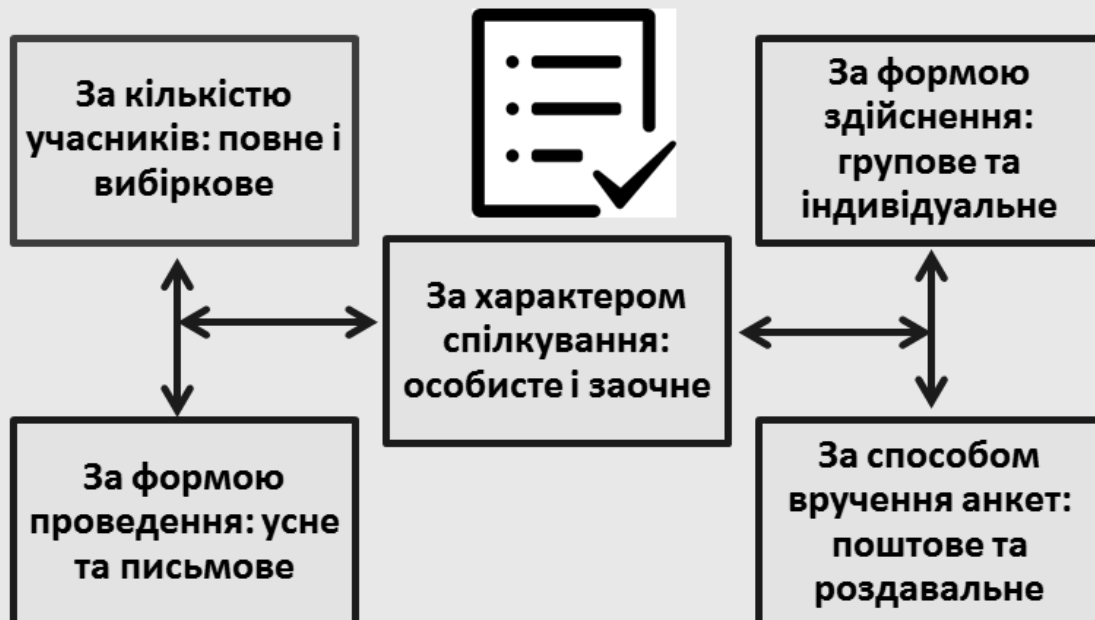 За кількістю
учасників: повне і
вибіркове
За формою
здійснення:
групове та
індивідуальне
За характером
спілкування:
особисте і заочне
За формою
проведення: усне
та письмове
За способом
вручення анкет:
поштове та
роздавальне